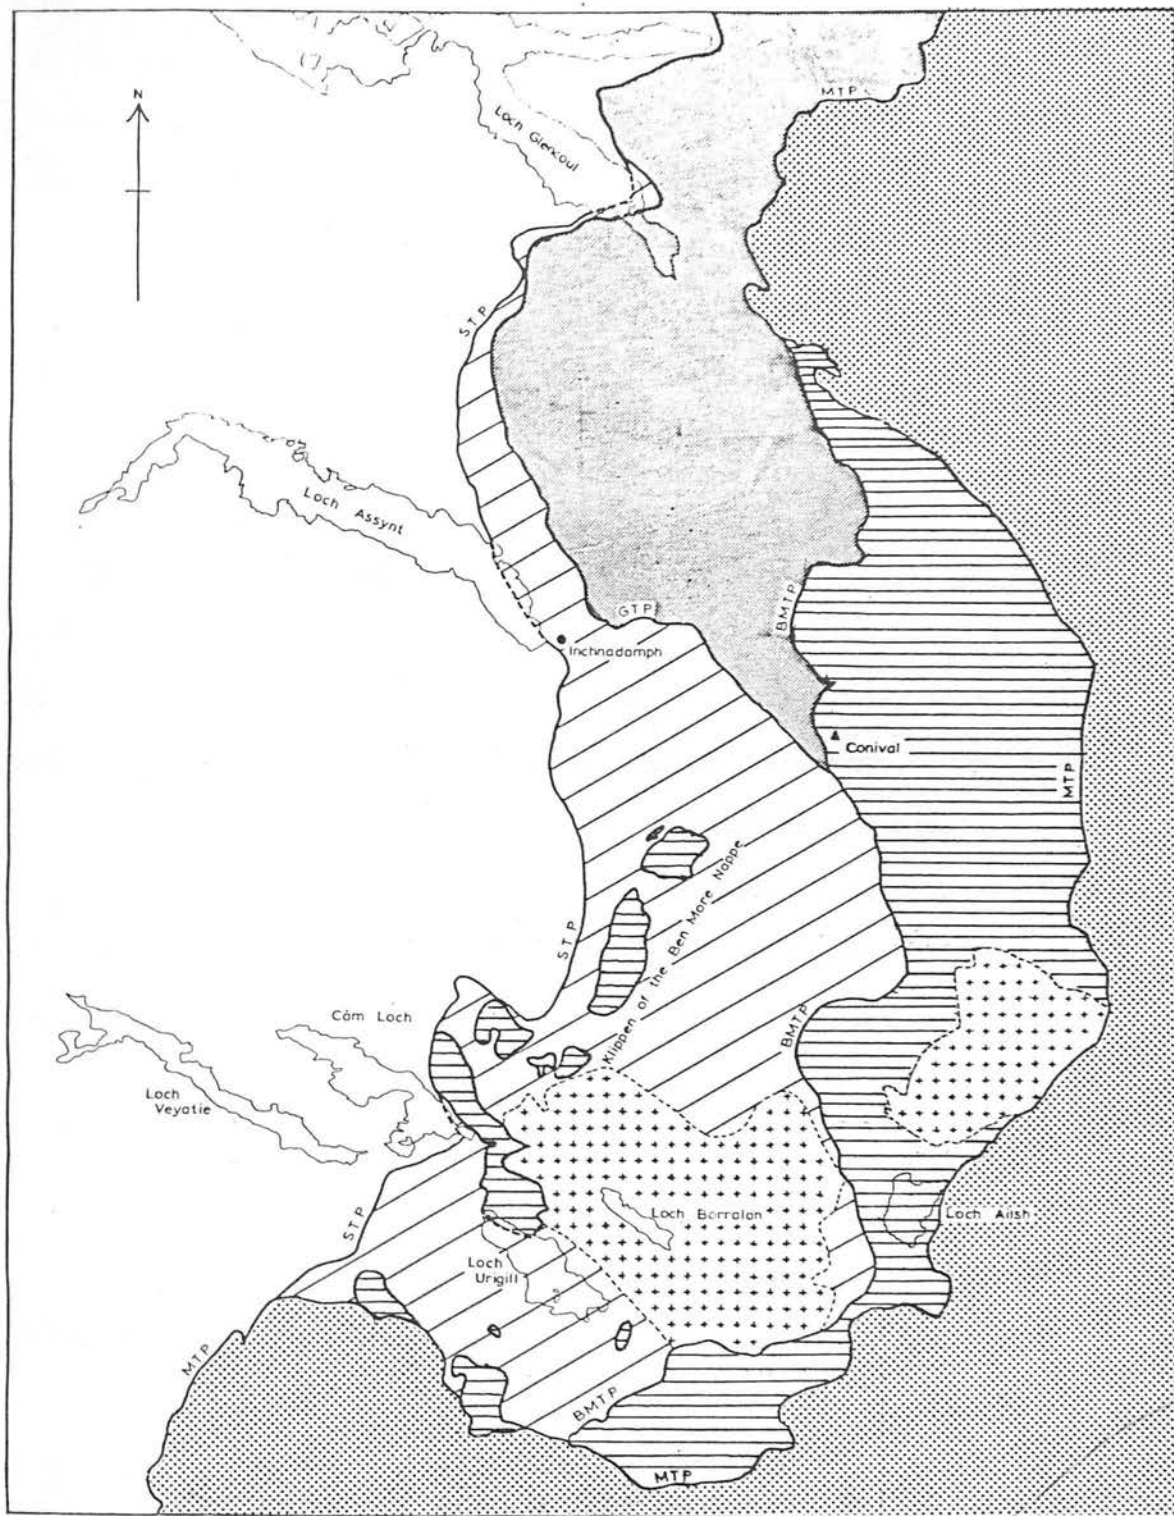 N
MTP
Loch Glencoul
STP
Loch Assynt
GTP
Inchnadamph
BMTP
Conival
MTP
Klippen of the Ben More Nappe
STP
Càm Loch
BMTP
Loch
Veyatie
Loch Borralan
Loch Ailsh
STP
Loch
Urigill
MTP
BMTP
MTP